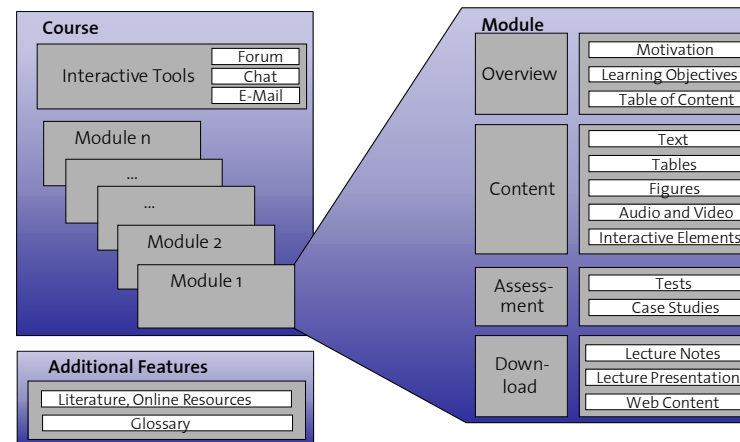 Course
Interactive Tools
Forum
Chat
E-Mail
Module n
...
...
Module 2
Module 1
Additional Features
Literature, Online Resources
Glossary
Module
Overview
Motivation
Learning Objectives
Table of Content
Content
Text
Tables
Figures
Audio and Video
Interactive Elements
Assess-
ment
Tests
Case Studies
Down-
load
Lecture Notes
Lecture Presentation
Web Content